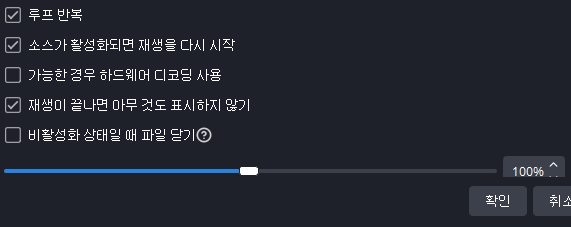 루프 반복
소스가 활성화되면 재생을 다시 시작
가능한 경우 하드웨어 디코딩 사용
재생이 끝나면 아무 것도 표시하지 않기
비활성화 상태일 때 파일 닫기
100%
확인 취소